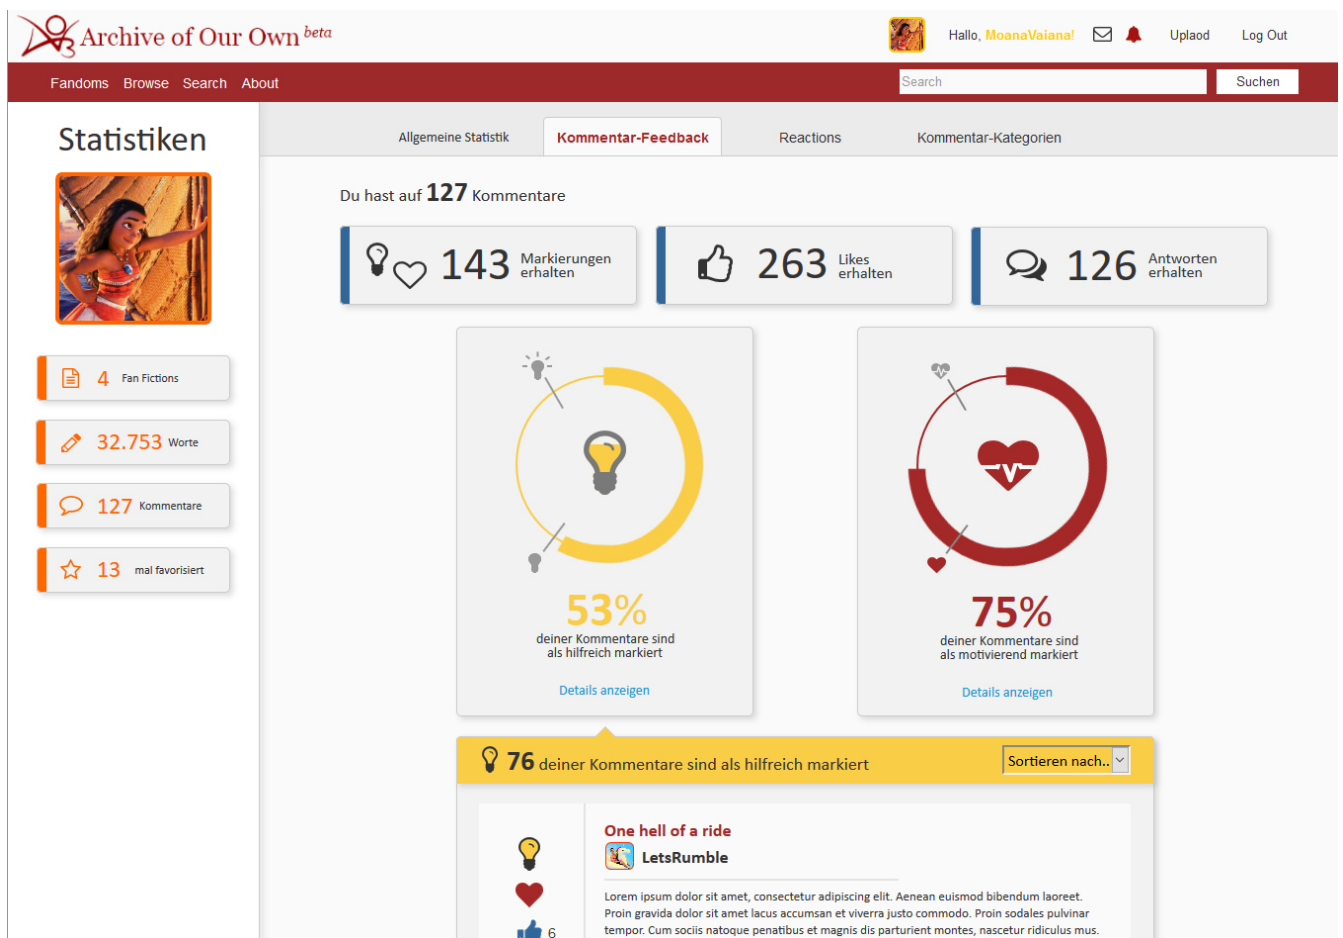 Archive of Our Own beta
Hallo, MoanaVaiana!
Uplaod
Log Out
Fandoms Browse Search About
Search
Suchen
Statistiken
Allgemeine Statistik
Kommentar-Feedback
Reactions
Kommentar-Kategorien
4 Fan Fictions
32.753 Worte
127 Kommentare
13 mal favorisiert
Du hast auf 127 Kommentare
143 Markierungen
erhalten
263 Likes
erhalten
126 Antworten
erhalten
53%
deiner Kommentare sind
als hilfreich markiert
Details anzeigen
75%
deiner Kommentare sind
als motivierend markiert
Details anzeigen
76 deiner Kommentare sind als hilfreich markiert
Sortieren nach..
One hell of a ride
LetsRumble
Lorem ipsum dolor sit amet, consectetur adipiscing elit. Aenean euismod bibendum laoreet.
Proin gravida dolor sit amet lacus accumsan et viverra justo commodo. Proin sodales pulvinar
tempor. Cum sociis natoque penatibus et magnis dis parturient montes, nascetur ridiculus mus.
6